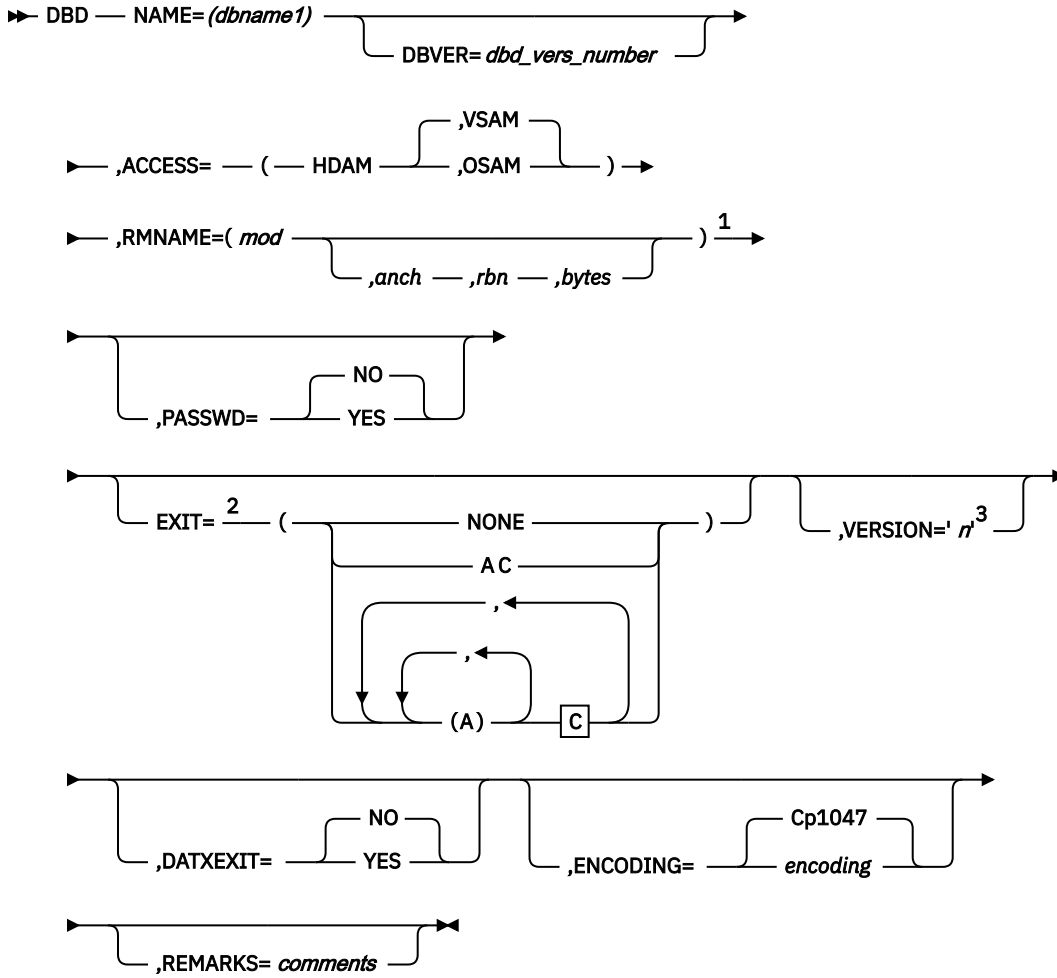 DBD NAME= (dbname1)
DBVER= dbd_vers_number
,VSAM
,ACCESS= ( HDAM ,OSAM )
,RMNAME=( mod ) 1
,anch ,rbn ,bytes
NO
,PASSWD= YES
EXIT= 2 ( NONE ) ,VERSION=' n' 3
A C
,
,
(A) C
NO Cp1047
,DATXEXIT= YES ,ENCODING= encoding
,REMARKS= comments